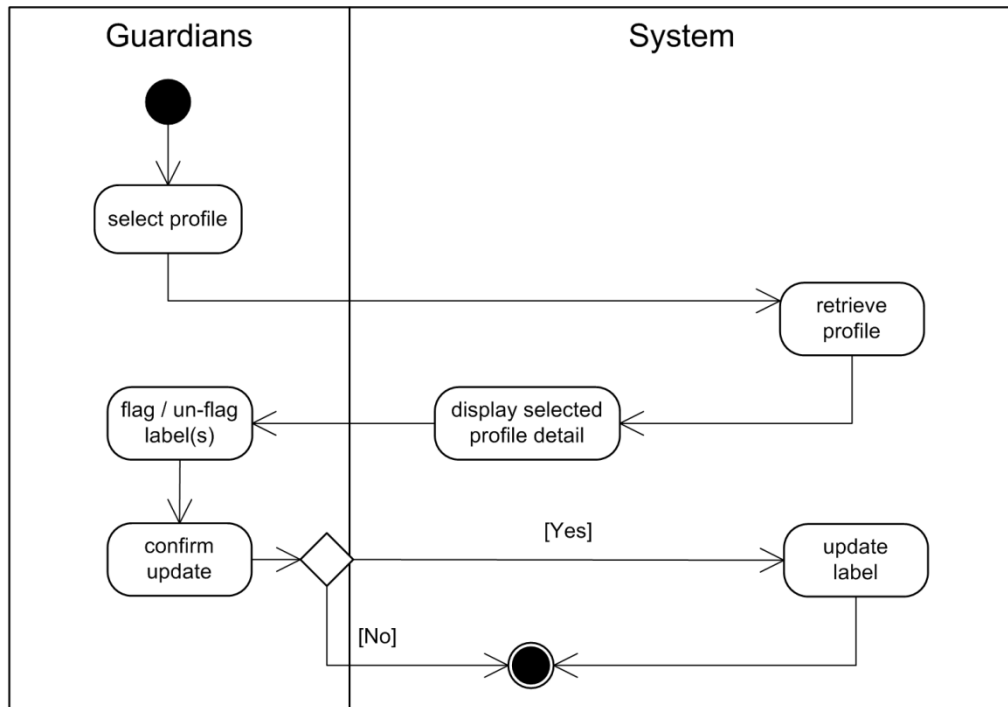 Guardians
System
select profile
retrieve
profile
flag / un-flag
label(s)
display selected
profile detail
confirm
update
[Yes]
update
label
[No]